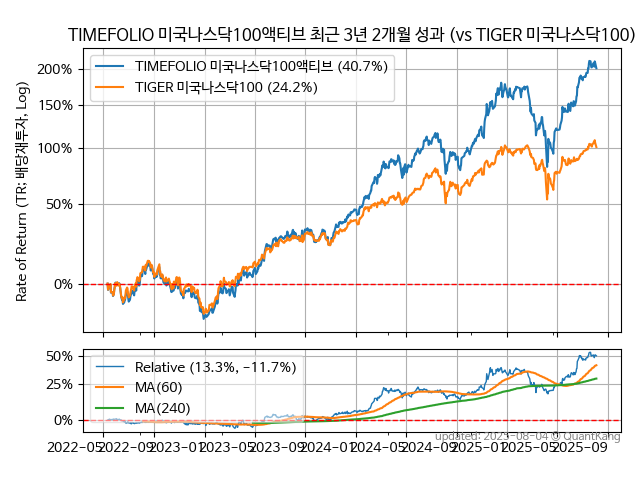 TIMEFOLIO 미국나스닥100액티브 최근 3년 2개월 성과 (vs TIGER 미국나스닥100)
Rate of Return (TR: 배당재투자, Log)
TIMEFOLIO 미국나스닥100액티브 (40.7%)
TIGER 미국나스닥100 (24.2%)
200%
150%
100%
50%
0%
Relative (13.3%, −11.7%)
MA(60)
MA(240)
50%
25%
0%
updated: 2025-08-04 © QuantKang
2022−05 2022−09 2023−01 2023−05 2023−09 2024−01 2024−05 2024−09 2025−01 2025−05 2025−09